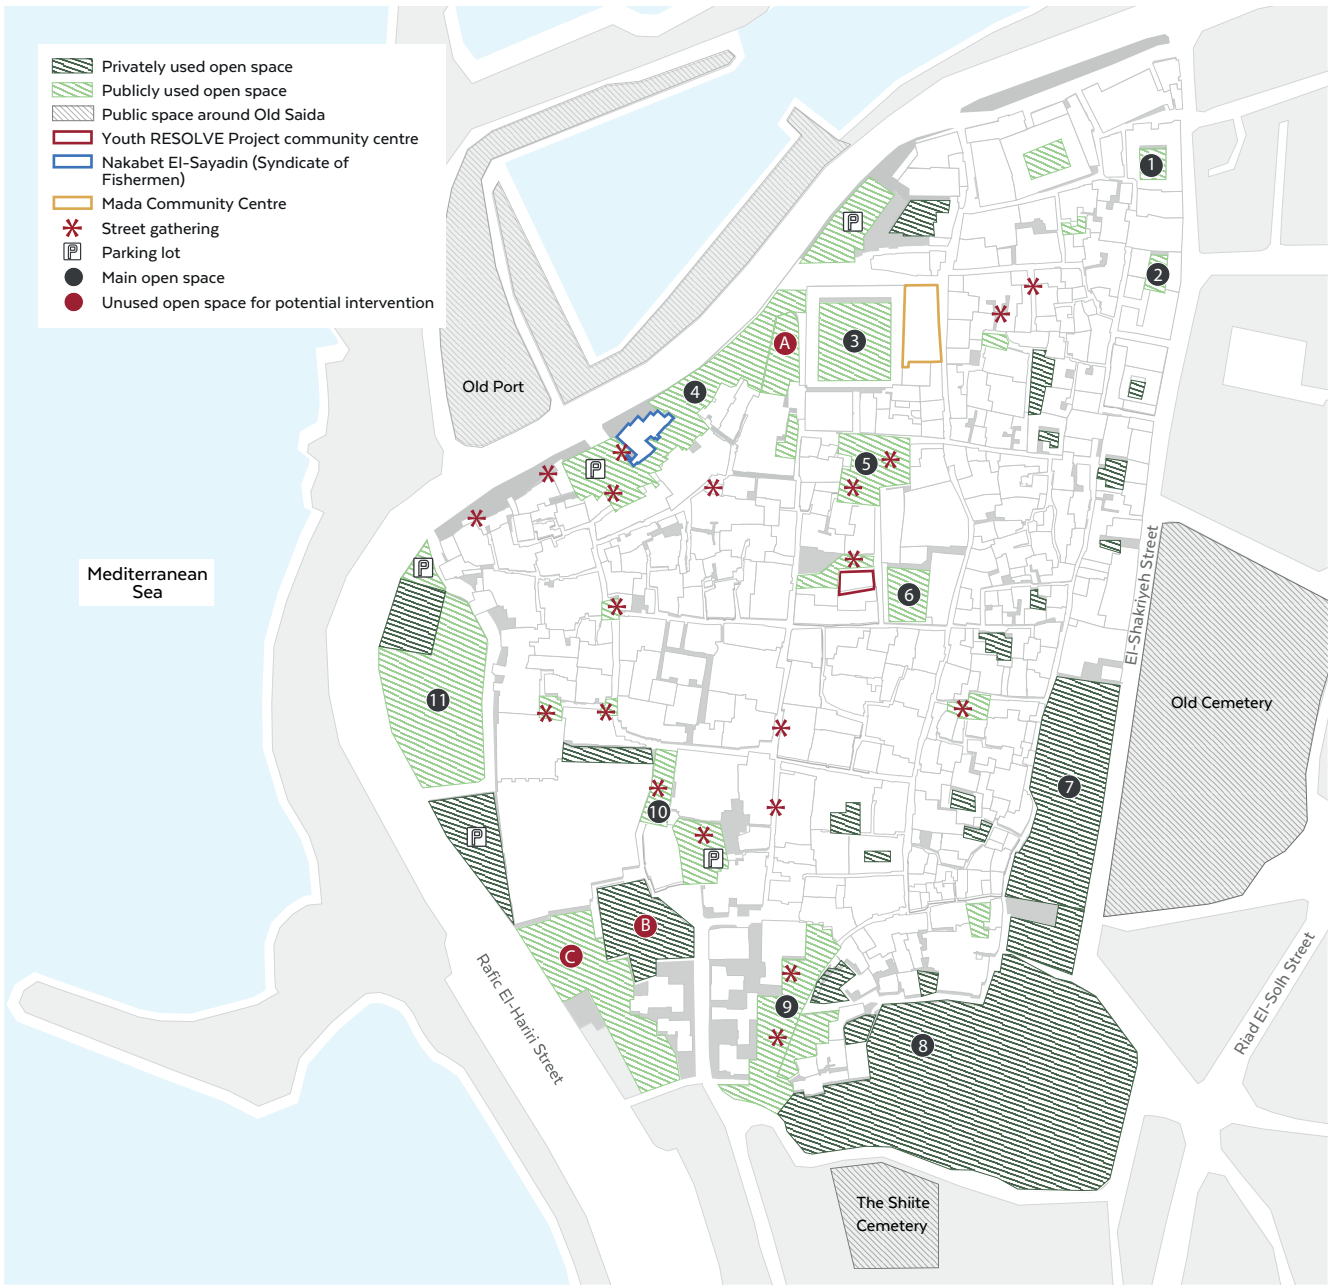 Privately used open space
Publicly used open space
Public space around Old Saida
Youth RESOLVE Project community centre
Nakabet El-Sayadin (Syndicate of
Fishermen)
Mada Community Centre
Street gathering
P Parking lot
Main open space
Unused open space for potential intervention
1
P
2
A
3
Old Port
4
5
P
Mediterranean
Sea
P
6
El-Shakriyeh Street
11
Old Cemetery
7
10
P
P
B
C
Rafic El-Hariri Street
9
8
Riad El-Solh Street
The Shiite
Cemetery